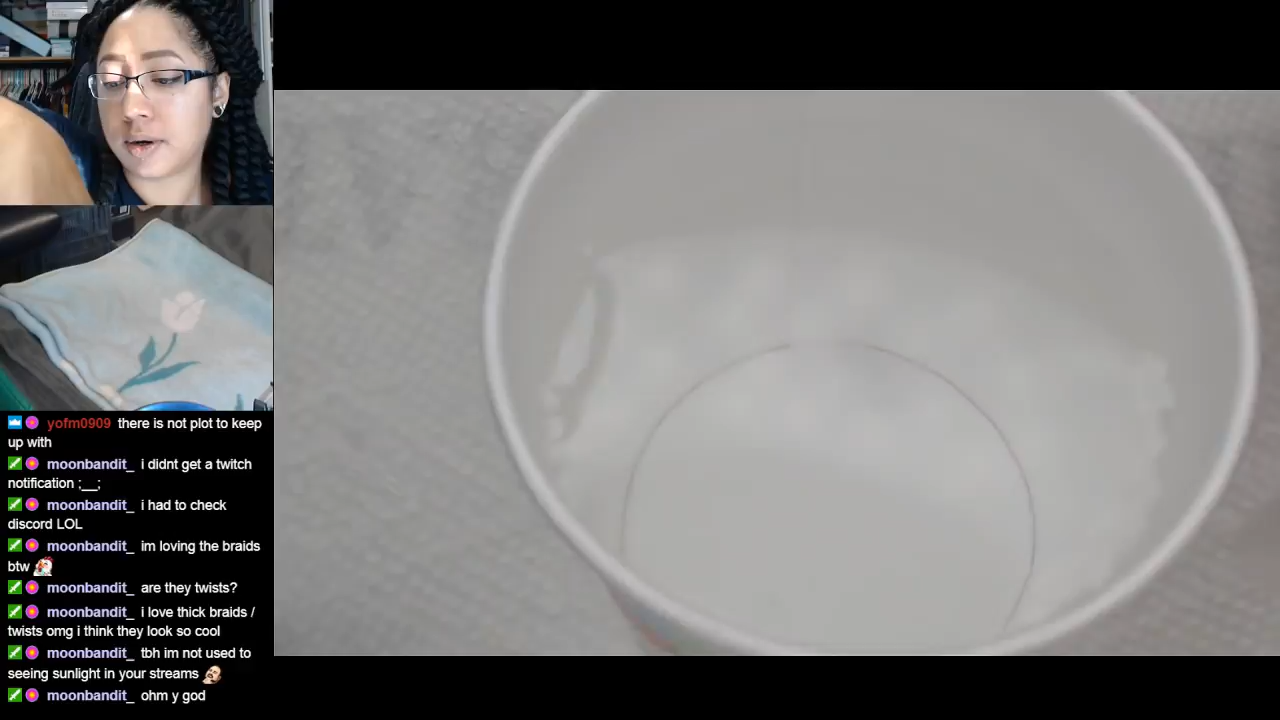 yofm0909 there is not plot to keep
up with
moonbandit_ i didnt get a twitch
notification ;__;
moonbandit_ i had to check
discord LOL
moonbandit_ im loving the braids
btw
moonbandit_ are they twists?
moonbandit_ i love thick braids /
twists omg i think they look so cool
moonbandit_ tbh im not used to
seeing sunlight in your streams
moonbandit_ ohm y god